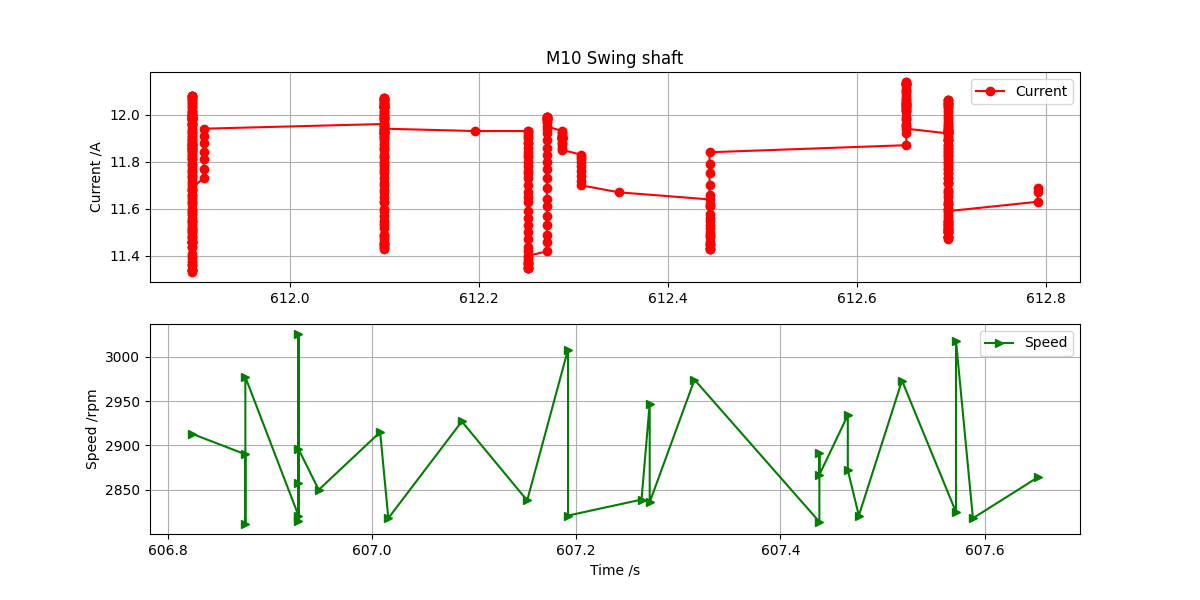 M10 Swing shaft
Current /A
12.0
11.8
11.6
11.4
Current
612.0 612.2 612.4 612.6 612.8
Speed /rpm
3000
2950
2900
2850
Speed
606.8 607.0 607.2 607.4 607.6
Time /s